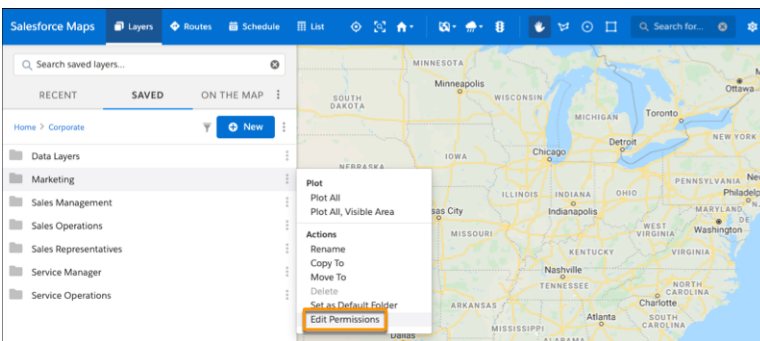 Salesforce Maps
Layers
Routes
Schedule
List
Search for...
Search saved layers...
RECENT
SAVED
ON THE MAP
Home > Corporate
New
Data Layers
Marketing
Sales Management
Sales Operations
Sales Representatives
Service Manager
Service Operations
Plot
Plot All
Plot All, Visible Area
Actions
Rename
Copy To
Move To
Delete
Set as Default Folder
Edit Permissions
MINNESOTA
Minneapolis
SOUTH
DAKOTA
WISCONSIN
MICHIGAN
Ottawa
Toronto
Detroit
NEW YORK
IOWA
Chicago
NEBRASKA
PENNSYLVANIA
ILLINOIS
INDIANA
OHIO
Indianapolis
MARYLAND
DE
MISSOURI
WEST
VIRGINIA
Washington
KENTUCKY
VIRGINIA
Nashville
TENNESSEE
NORTH
CAROLINA
Charlotte
ARKANSAS
Atlanta
SOUTH
CAROLINA
MISSISSIPPI
Dallas
ALABAMA